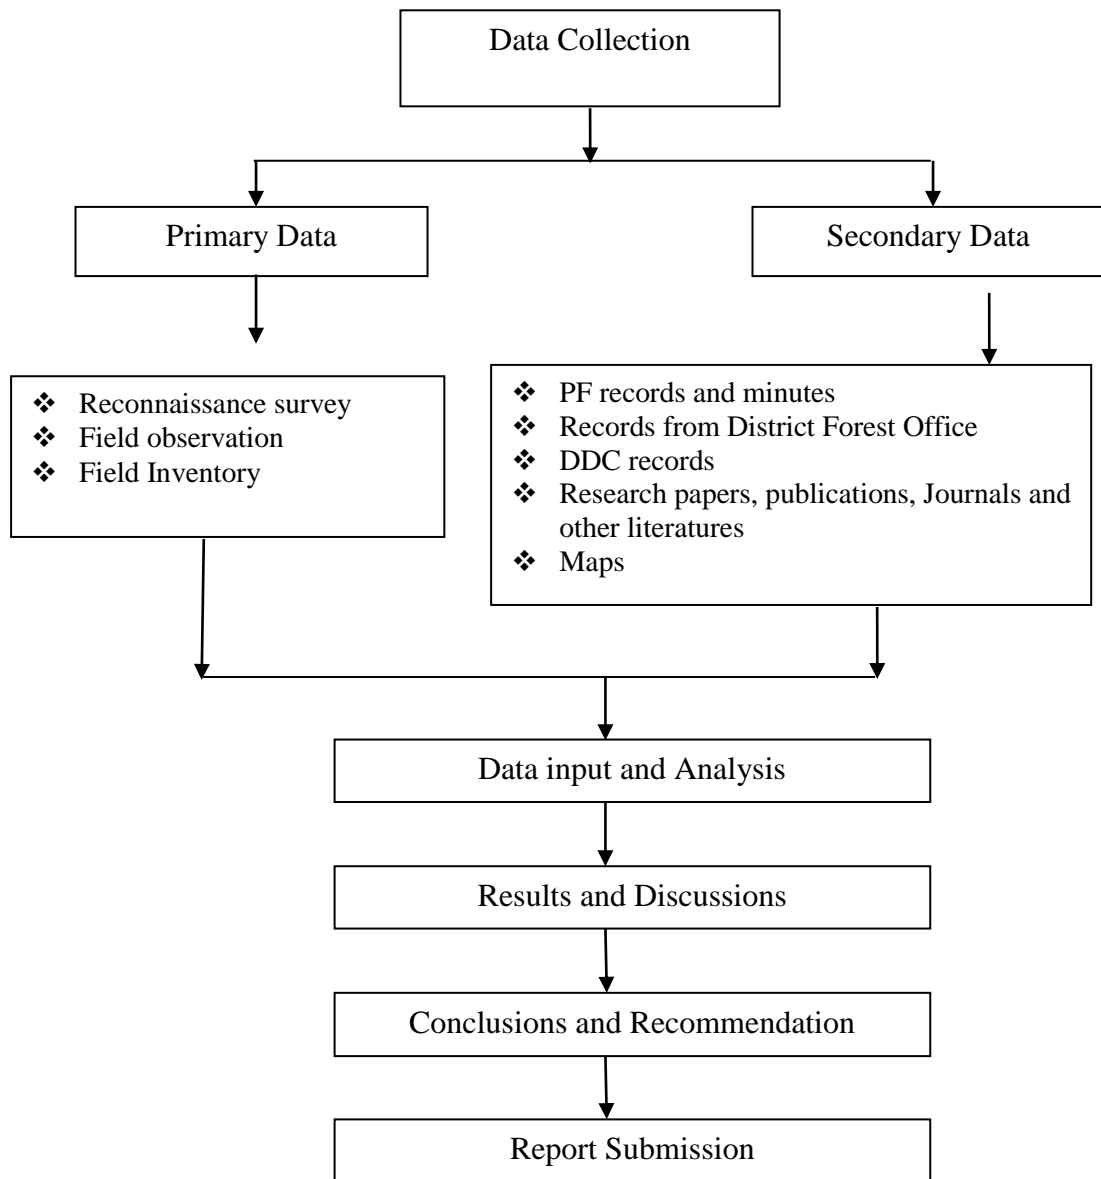 Data Collection
Primary Data
Secondary Data
❖ Reconnaissance survey
❖ Field observation
❖ Field Inventory
❖ PF records and minutes
❖ Records from District Forest Office
❖ DDC records
❖ Research papers, publications, Journals and
other literatures
❖ Maps
Data input and Analysis
Results and Discussions
Conclusions and Recommendation
Report Submission